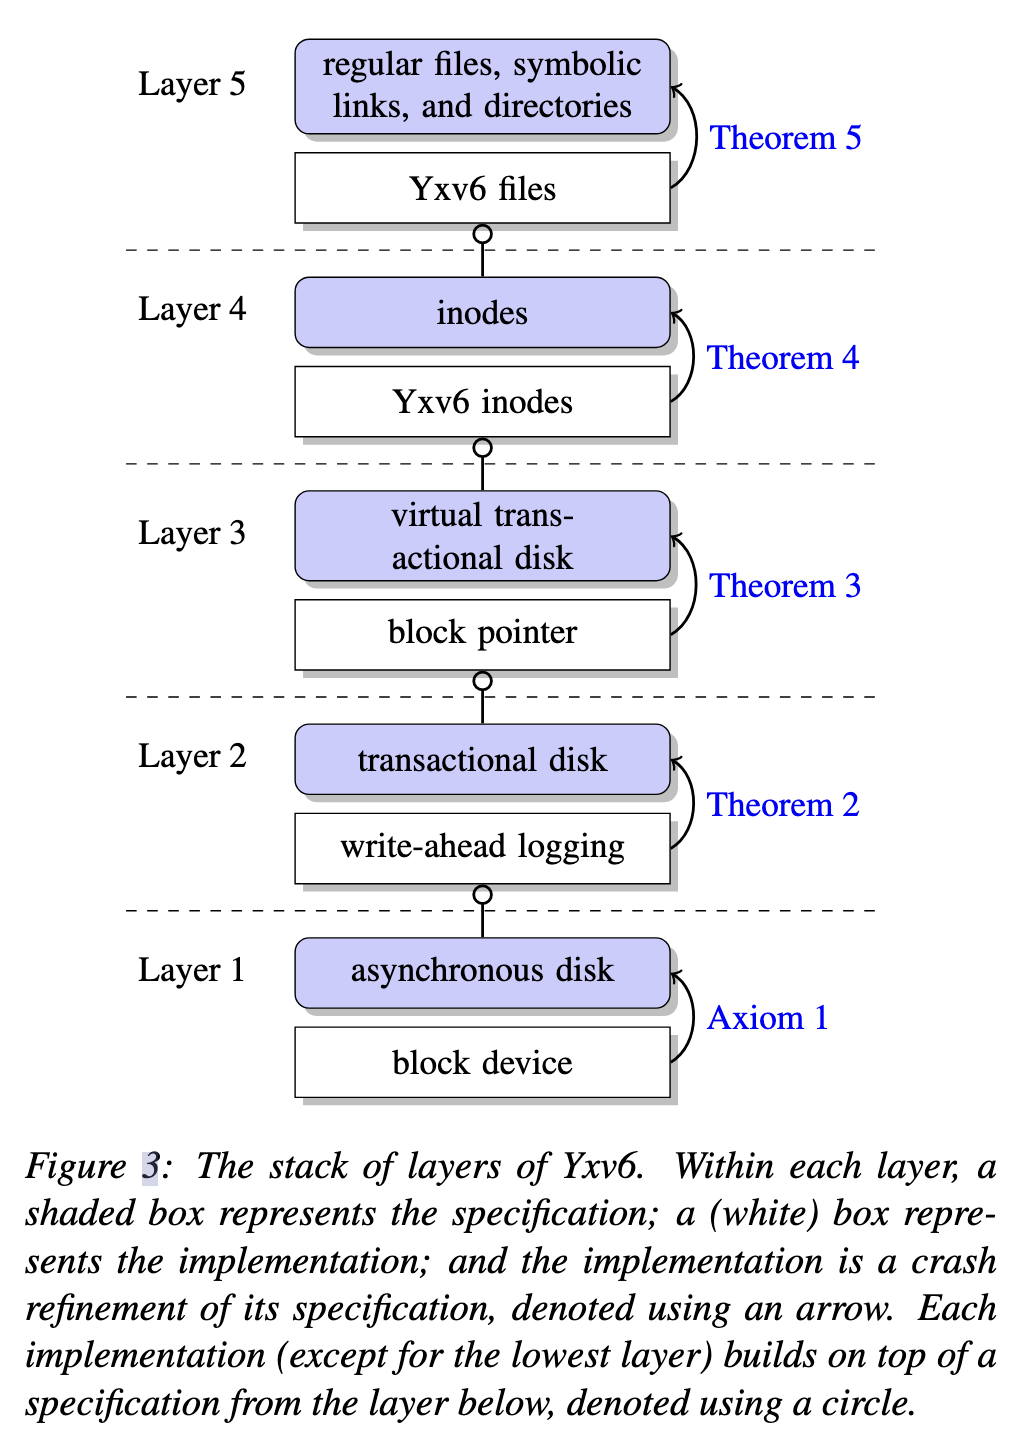 Layer 5
regular files, symbolic
links, and directories
Theorem 5
Yxv6 files
Layer 4
inodes
Theorem 4
Yxv6 inodes
Layer 3
virtual trans-
actional disk
Theorem 3
block pointer
Layer 2
transactional disk
Theorem 2
write-ahead logging
Layer 1
asynchronous disk
Axiom 1
block device
Figure 3: The stack of layers of Yxv6. Within each layer, a
shaded box represents the specification; a (white) box repre-
sents the implementation; and the implementation is a crash
refinement of its specification, denoted using an arrow. Each
implementation (except for the lowest layer) builds on top of a
specification from the layer below, denoted using a circle.